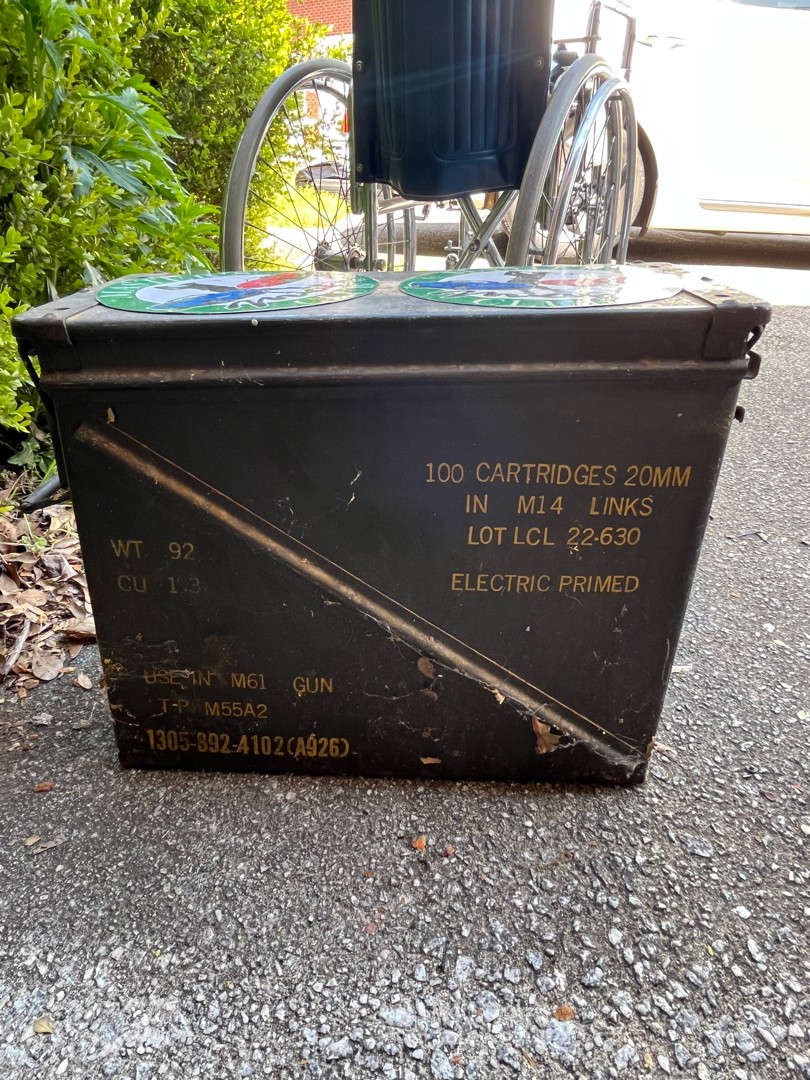 100 CARTRIDGES 20MM
IN M14 LINKS
LOT LCL 22-630
ELECTRIC PRIMED
WT 92
CU 1.3
USE IN M61 GUN
T-P M55A2
1305-892-4102(A926)